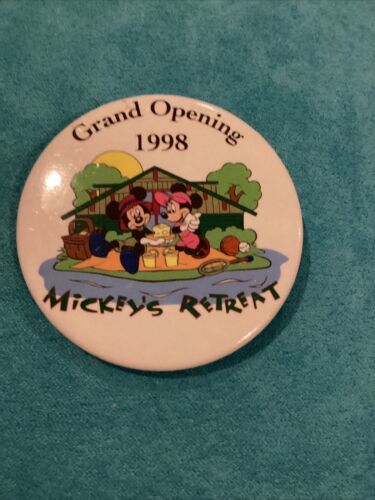 Grand Opening
1998
MICKEY'S RETREAT